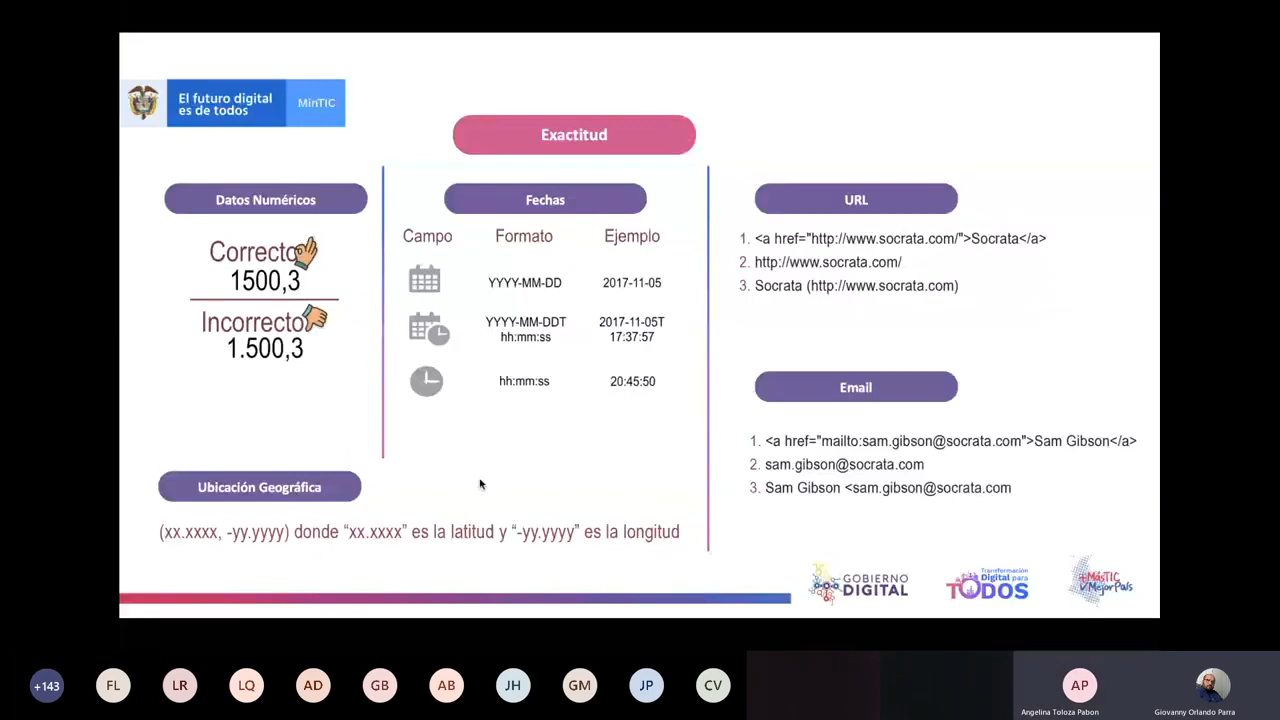 El futuro digital
es de todos
MinTIC
Exactitud
Datos Numéricos
Correcto
1500,3
Incorrecto
1.500,3
Fechas
Campo Formato Ejemplo
YYYY-MM-DD 2017-11-05
YYYY-MM-DDT 2017-11-05T
hh:mm:ss 17:37:57
hh:mm:ss 20:45:50
URL
1. <a href="http://www.socrata.com/">Socrata</a>
2. http://www.socrata.com/
3. Socrata (http://www.socrata.com)
Email
1. <a href="mailto:sam.gibson@socrata.com">Sam Gibson</a>
2. sam.gibson@socrata.com
3. Sam Gibson <sam.gibson@socrata.com
Ubicación Geográfica
(xx.xxxx, -yy.yyyy) donde “xx.xxxx” es la latitud y “-yy.yyyy” es la longitud
GOBIERNO
DIGITAL
Transformación
Digital para
TODOS
+MásTIC
MejorPaís
+143 FL LR LQ AD GB AB JH GM JP CV AP
Angelina Toloza Pabon Giovanny Orlando Parra